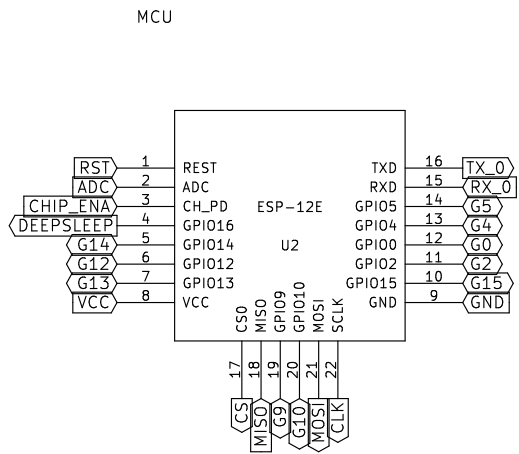 MCU
RST 1 REST TXD 16 TX_0
ADC 2 ADC RXD 15 RX_0
CHIP_ENA 3 CH_PD ESP-12E GPIO5 14 G5
DEEPSLEEP 4 GPIO16 GPIO4 13 G4
G14 5 GPIO14 U2 GPIO0 12 G0
G12 6 GPIO12 GPIO2 11 G2
G13 7 GPIO13 GPIO15 10 G15
VCC 8 VCC GND 9 GND
CS0 MISO GPIO9 GPIO10 MOSI SCLK
17 18 19 20 21 22
CS MISO G9 G10 MOSI CLK